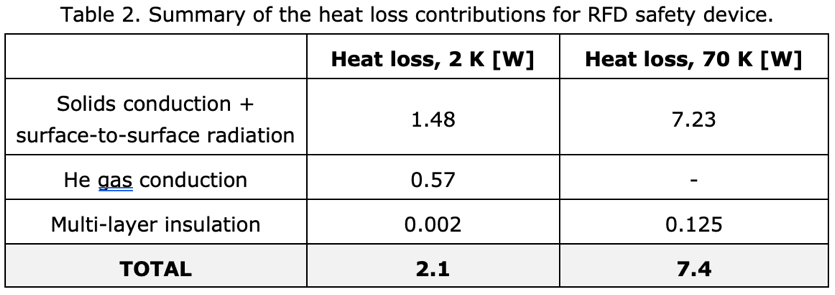 Table 2. Summary of the heat loss contributions for RFD safety device.
Heat loss, 2 K [W] Heat loss, 70 K [W]
Solids conduction +
surface-to-surface radiation 1.48 7.23
He gas conduction 0.57 -
Multi-layer insulation 0.002 0.125
TOTAL 2.1 7.4